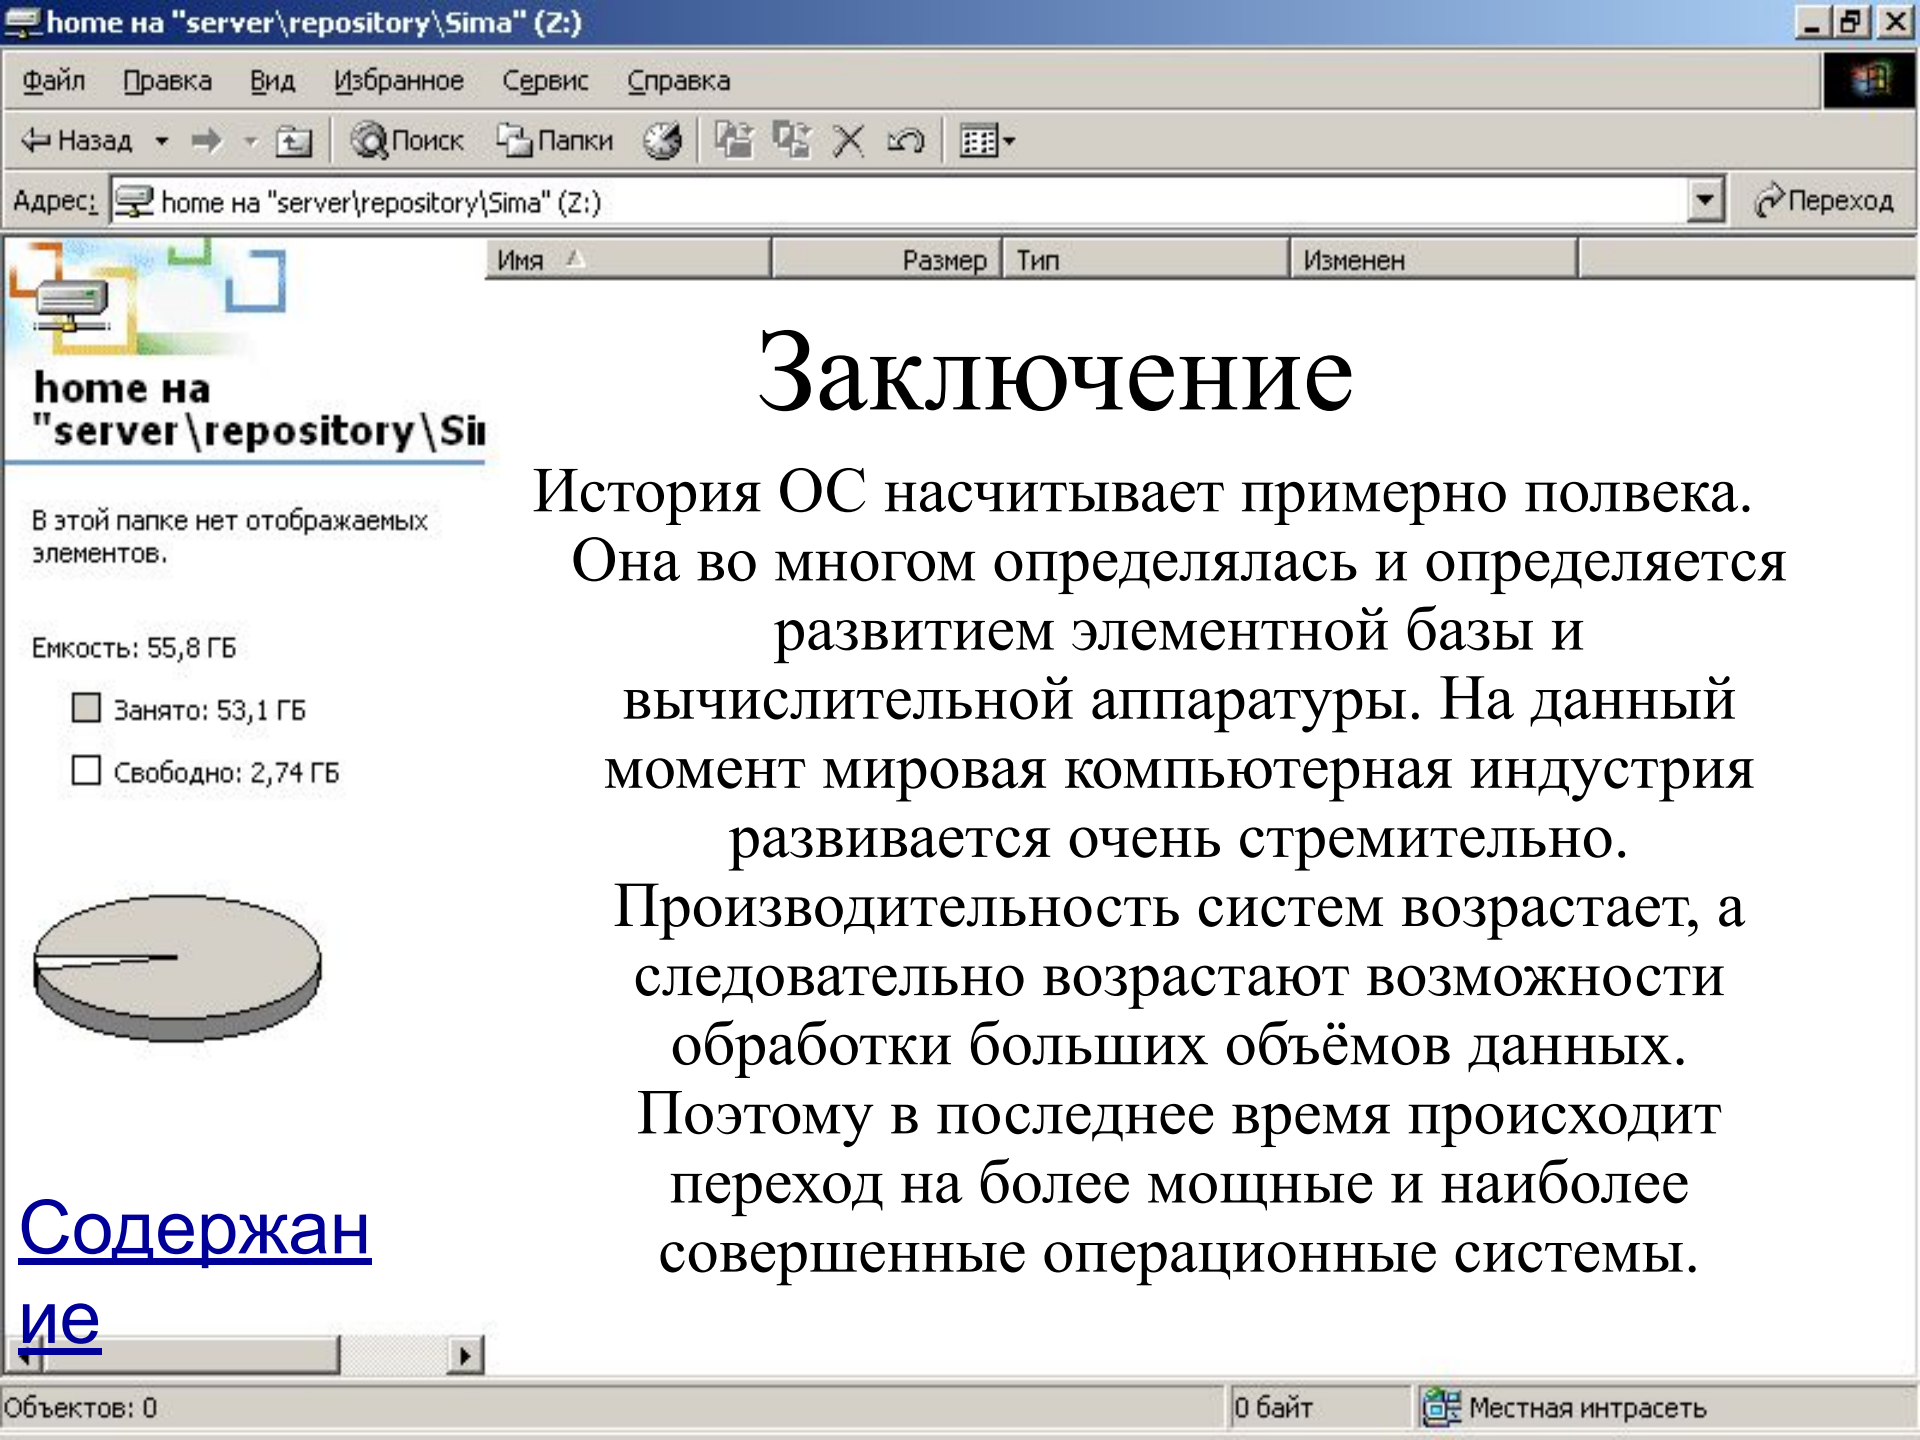 home на "server\repository\Sima" (Z:)
Файл Правка Вид Избранное Сервис Справка
Назад Поиск Папки
Адрес: home на "server\repository\Sima" (Z:) Переход
Имя Размер Тип Изменен
home на
"server\repository\Sim
В этой папке нет отображаемых
элементов.
Емкость: 55,8 ГБ
Занято: 53,1 ГБ
Свободно: 2,74 ГБ
Содержан
ие
Заключение
История ОС насчитывает примерно полвека.
Она во многом определялась и определяется
развитием элементной базы и
вычислительной аппаратуры. На данный
момент мировая компьютерная индустрия
развивается очень стремительно.
Производительность систем возрастает, а
следовательно возрастают возможности
обработки больших объёмов данных.
Поэтому в последнее время происходит
переход на более мощные и наиболее
совершенные операционные системы.
Объектов: 0 0 байт Местная интрасеть